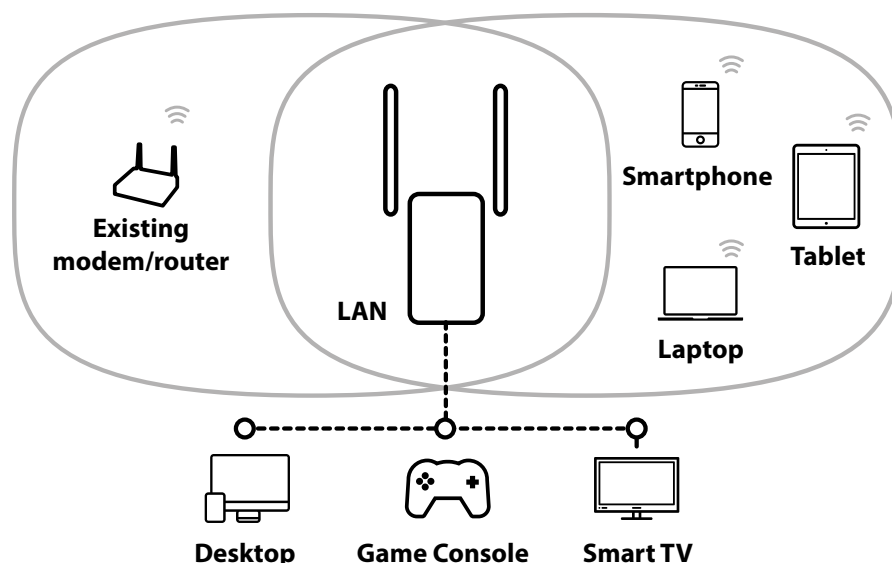 Smartphone
Existing
modem/router
Tablet
LAN
Laptop
Desktop
Game Console
Smart TV